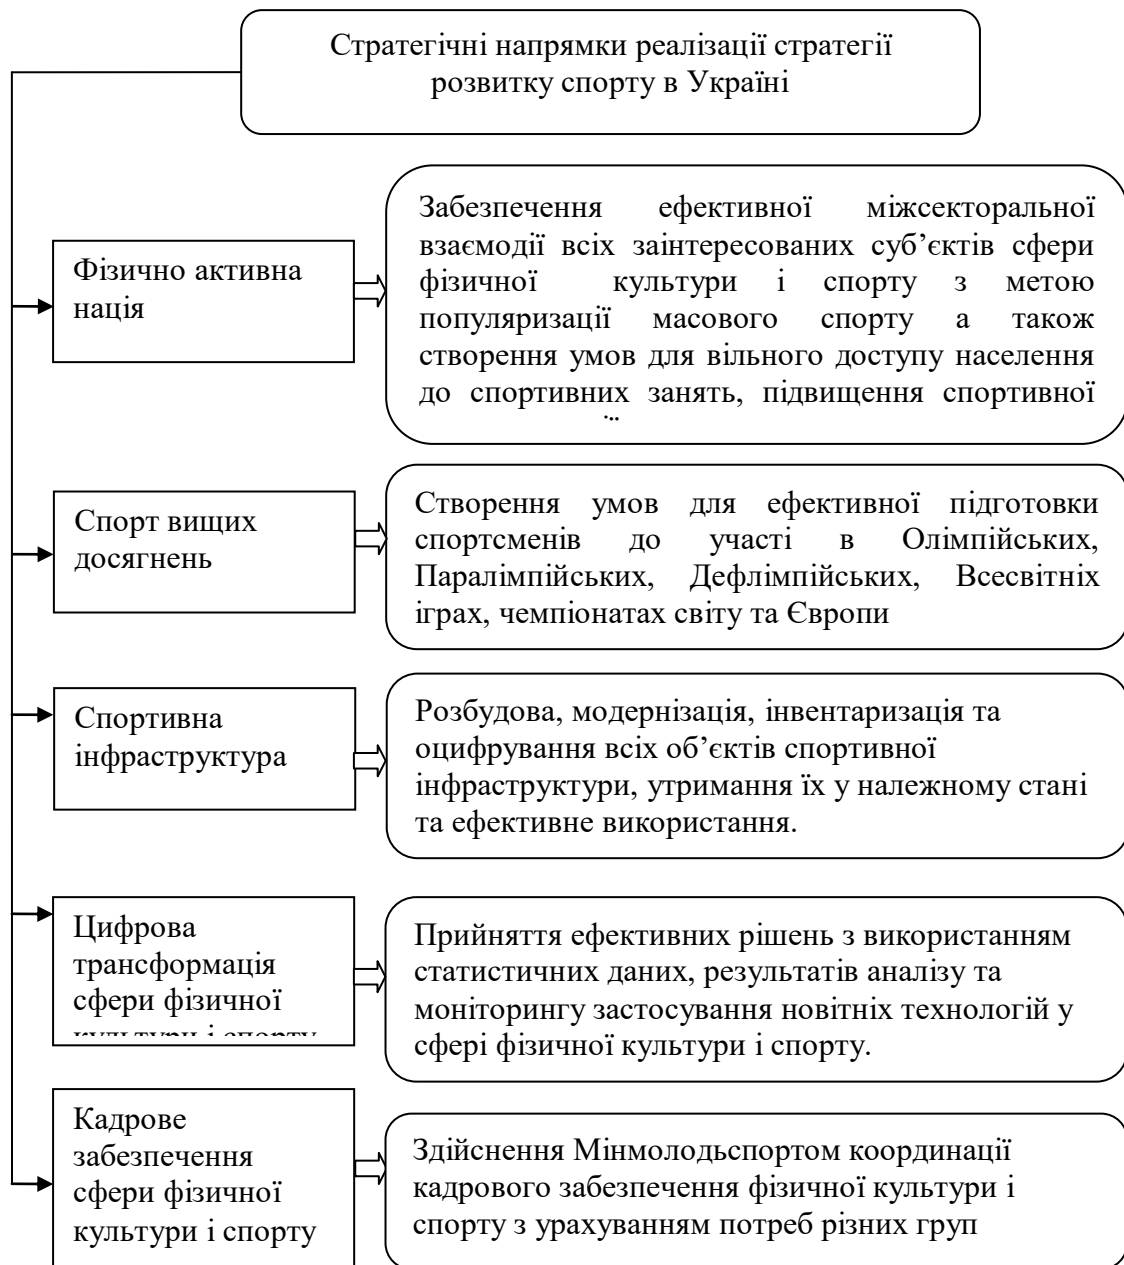 Стратегічні напрямки реалізації стратегії
розвитку спорту в Україні
Фізично активна
нація
Забезпечення ефективної міжсекторальної
взаємодії всіх заінтересованих суб’єктів сфери
фізичної культури і спорту з метою
популяризації масового спорту а також
створення умов для вільного доступу населення
до спортивних занять, підвищення спортивної
Спорт вищих
досягнень
Створення умов для ефективної підготовки
спортсменів до участі в Олімпійських,
Паралімпійських, Дефлімпійських, Всесвітніх
іграх, чемпіонатах світу та Європи
Спортивна
інфраструктура
Розбудова, модернізація, інвентаризація та
оцифрування всіх об’єктів спортивної
інфраструктури, утримання їх у належному стані
та ефективне використання.
Цифрова
трансформація
сфери фізичної
культури і спорту
Прийняття ефективних рішень з використанням
статистичних даних, результатів аналізу та
моніторингу застосування новітніх технологій у
сфері фізичної культури і спорту.
Кадрове
забезпечення
сфери фізичної
культури і спорту
Здійснення Мінмолодьспортом координації
кадрового забезпечення фізичної культури і
спорту з урахуванням потреб різних груп